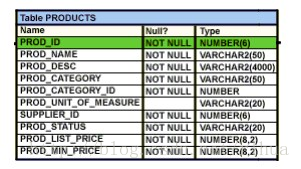 Table PRODUCTS
Name Null? Type
PROD_ID NOT NULL NUMBER(6)
PROD_NAME NOT NULL VARCHAR2(50)
PROD_DESC NOT NULL VARCHAR2(4000)
PROD_CATEGORY NOT NULL VARCHAR2(50)
PROD_CATEGORY_ID NOT NULL NUMBER
PROD_UNIT_OF_MEASURE VARCHAR2(20)
SUPPLIER_ID NOT NULL NUMBER(6)
PROD_STATUS NOT NULL VARCHAR2(20)
PROD_LIST_PRICE NOT NULL NUMBER(8,2)
PROD_MIN_PRICE NOT NULL NUMBER(8,2)